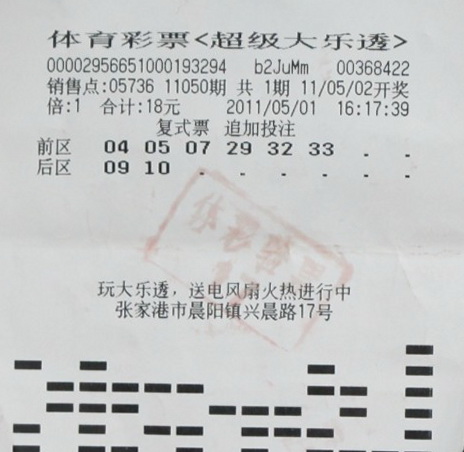 体育彩票<超级大乐透>
00002956651000193294 b2JuMm 00368422
销售点:05736 11050期 共 1期 11/05/02开奖
倍:1 合计:18元 2011/05/01 16:17:39
复式票 追加投注
前区 04 05 07 29 32 33 . .
后区 09 10 . . . . . .
体彩
玩大乐透，送电风扇火热进行中
张家港市晨阳镇兴晨路17号